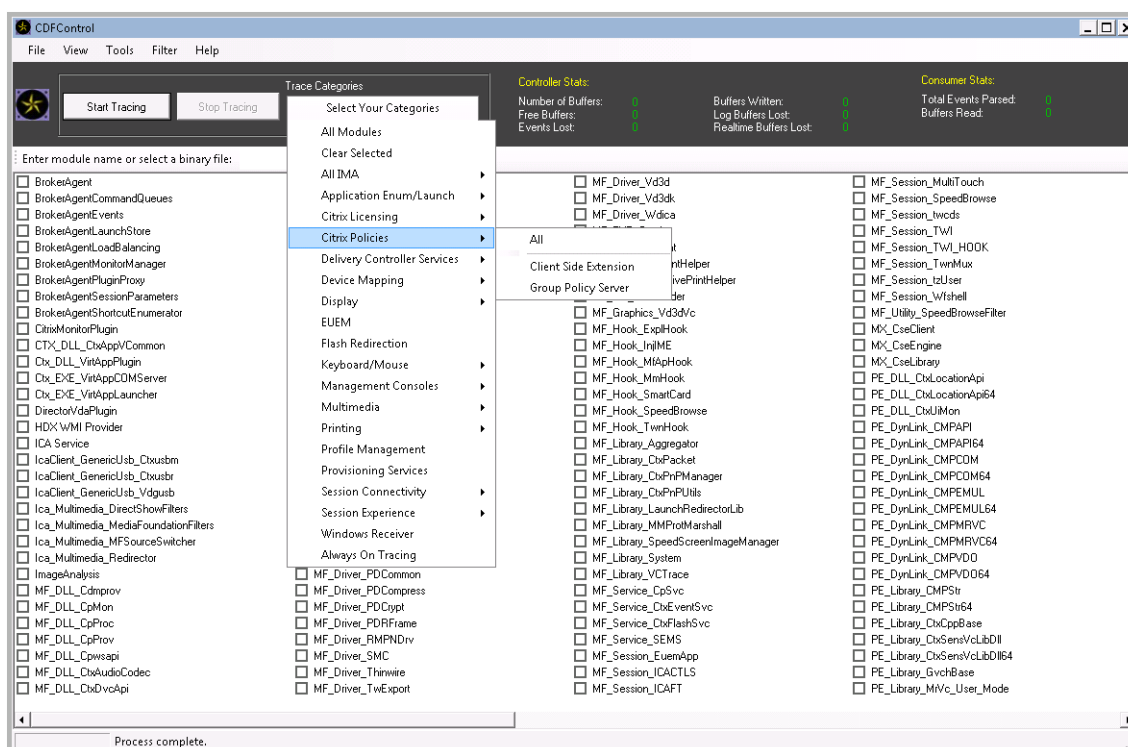 CDFControl
File View Tools Filter Help
Start Tracing
Stop Tracing
Trace Categories
Select Your Categories
Controller Stats:
Number of Buffers: 0
Free Buffers: 0
Events Lost: 0
Buffers Written: 0
Log Buffers Lost: 0
Realtime Buffers Lost: 0
Consumer Stats:
Total Events Parsed: 0
Buffers Read: 0
Enter module name or select a binary file:
All Modules
Clear Selected
All IMA
Application Enum/Launch
Citrix Licensing
Citrix Policies
Delivery Controller Services
Device Mapping
Display
EUEM
Flash Redirection
Keyboard/Mouse
Management Consoles
Multimedia
Printing
Profile Management
Provisioning Services
Session Connectivity
Session Experience
Windows Receiver
Always On Tracing
All
Client Side Extension
Group Policy Server
BrokerAgent
BrokerAgentCommandQueues
BrokerAgentEvents
BrokerAgentLaunchStore
BrokerAgentLoadBalancing
BrokerAgentMonitorManager
BrokerAgentPluginProxy
BrokerAgentSessionParameters
BrokerAgentShortcutEnumerator
CitrixMonitorPlugin
CTX_DLL_CtxAppVCommon
Ctx_DLL_VirtAppPlugin
Ctx_EXE_VirtAppCOMServer
Ctx_EXE_VirtAppLauncher
DirectorVdaPlugin
HDX WMI Provider
ICA Service
IcaClient_GenericUsb_Ctxusbm
IcaClient_GenericUsb_Ctxusbr
IcaClient_GenericUsb_Vdgusb
Ica_Multimedia_DirectShowFilters
Ica_Multimedia_MediaFoundationFilters
Ica_Multimedia_MFSourceSwitcher
Ica_Multimedia_Redirector
ImageAnalysis
MF_DLL_Cdmprov
MF_DLL_CpMon
MF_DLL_CpProc
MF_DLL_CpProv
MF_DLL_Cpwsapi
MF_DLL_CtxAudioCodec
MF_DLL_CtxDvcApi
MF_Driver_PDCommon
MF_Driver_PDCompress
MF_Driver_PDCrypt
MF_Driver_PDRFrame
MF_Driver_RMPNDrv
MF_Driver_SMC
MF_Driver_Thinwire
MF_Driver_TwExport
MF_Driver_Vd3d
MF_Driver_Vd3dk
MF_Driver_Wdica
nt
ntHelper
ivePrintHelper
der
MF_Graphics_Vd3dVc
MF_Hook_ExplHook
MF_Hook_InjIME
MF_Hook_MfApHook
MF_Hook_MmHook
MF_Hook_SmartCard
MF_Hook_SpeedBrowse
MF_Hook_TwnHook
MF_Library_Aggregator
MF_Library_CtxPacket
MF_Library_CtxPnPManager
MF_Library_CtxPnPUtils
MF_Library_LaunchRedirectorLib
MF_Library_MMProtMarshall
MF_Library_SpeedScreenImageManager
MF_Library_System
MF_Library_VCTrace
MF_Service_CpSvc
MF_Service_CtxEventSvc
MF_Service_CtxFlashSvc
MF_Service_SEMS
MF_Session_EuemApp
MF_Session_ICACTLS
MF_Session_ICAFT
MF_Session_MultiTouch
MF_Session_SpeedBrowse
MF_Session_twcds
MF_Session_TWI
MF_Session_TWI_HOOK
MF_Session_TwnMux
MF_Session_tzUser
MF_Session_Wfshell
MF_Utility_SpeedBrowseFilter
MX_CseClient
MX_CseEngine
MX_CseLibrary
PE_DLL_CtxLocationApi
PE_DLL_CtxLocationApi64
PE_DLL_CtxUiMon
PE_DynLink_CMPAPI
PE_DynLink_CMPAPI64
PE_DynLink_CMPCOM
PE_DynLink_CMPCOM64
PE_DynLink_CMPEMUL
PE_DynLink_CMPEMUL64
PE_DynLink_CMPMRVC
PE_DynLink_CMPMRVC64
PE_DynLink_CMPVDO
PE_DynLink_CMPVDO64
PE_Library_CMPStr
PE_Library_CMPStr64
PE_Library_CtxCppBase
PE_Library_CtxSensVcLibDll
PE_Library_CtxSensVcLibDll64
PE_Library_GvchBase
PE_Library_MrVc_User_Mode
Process complete.